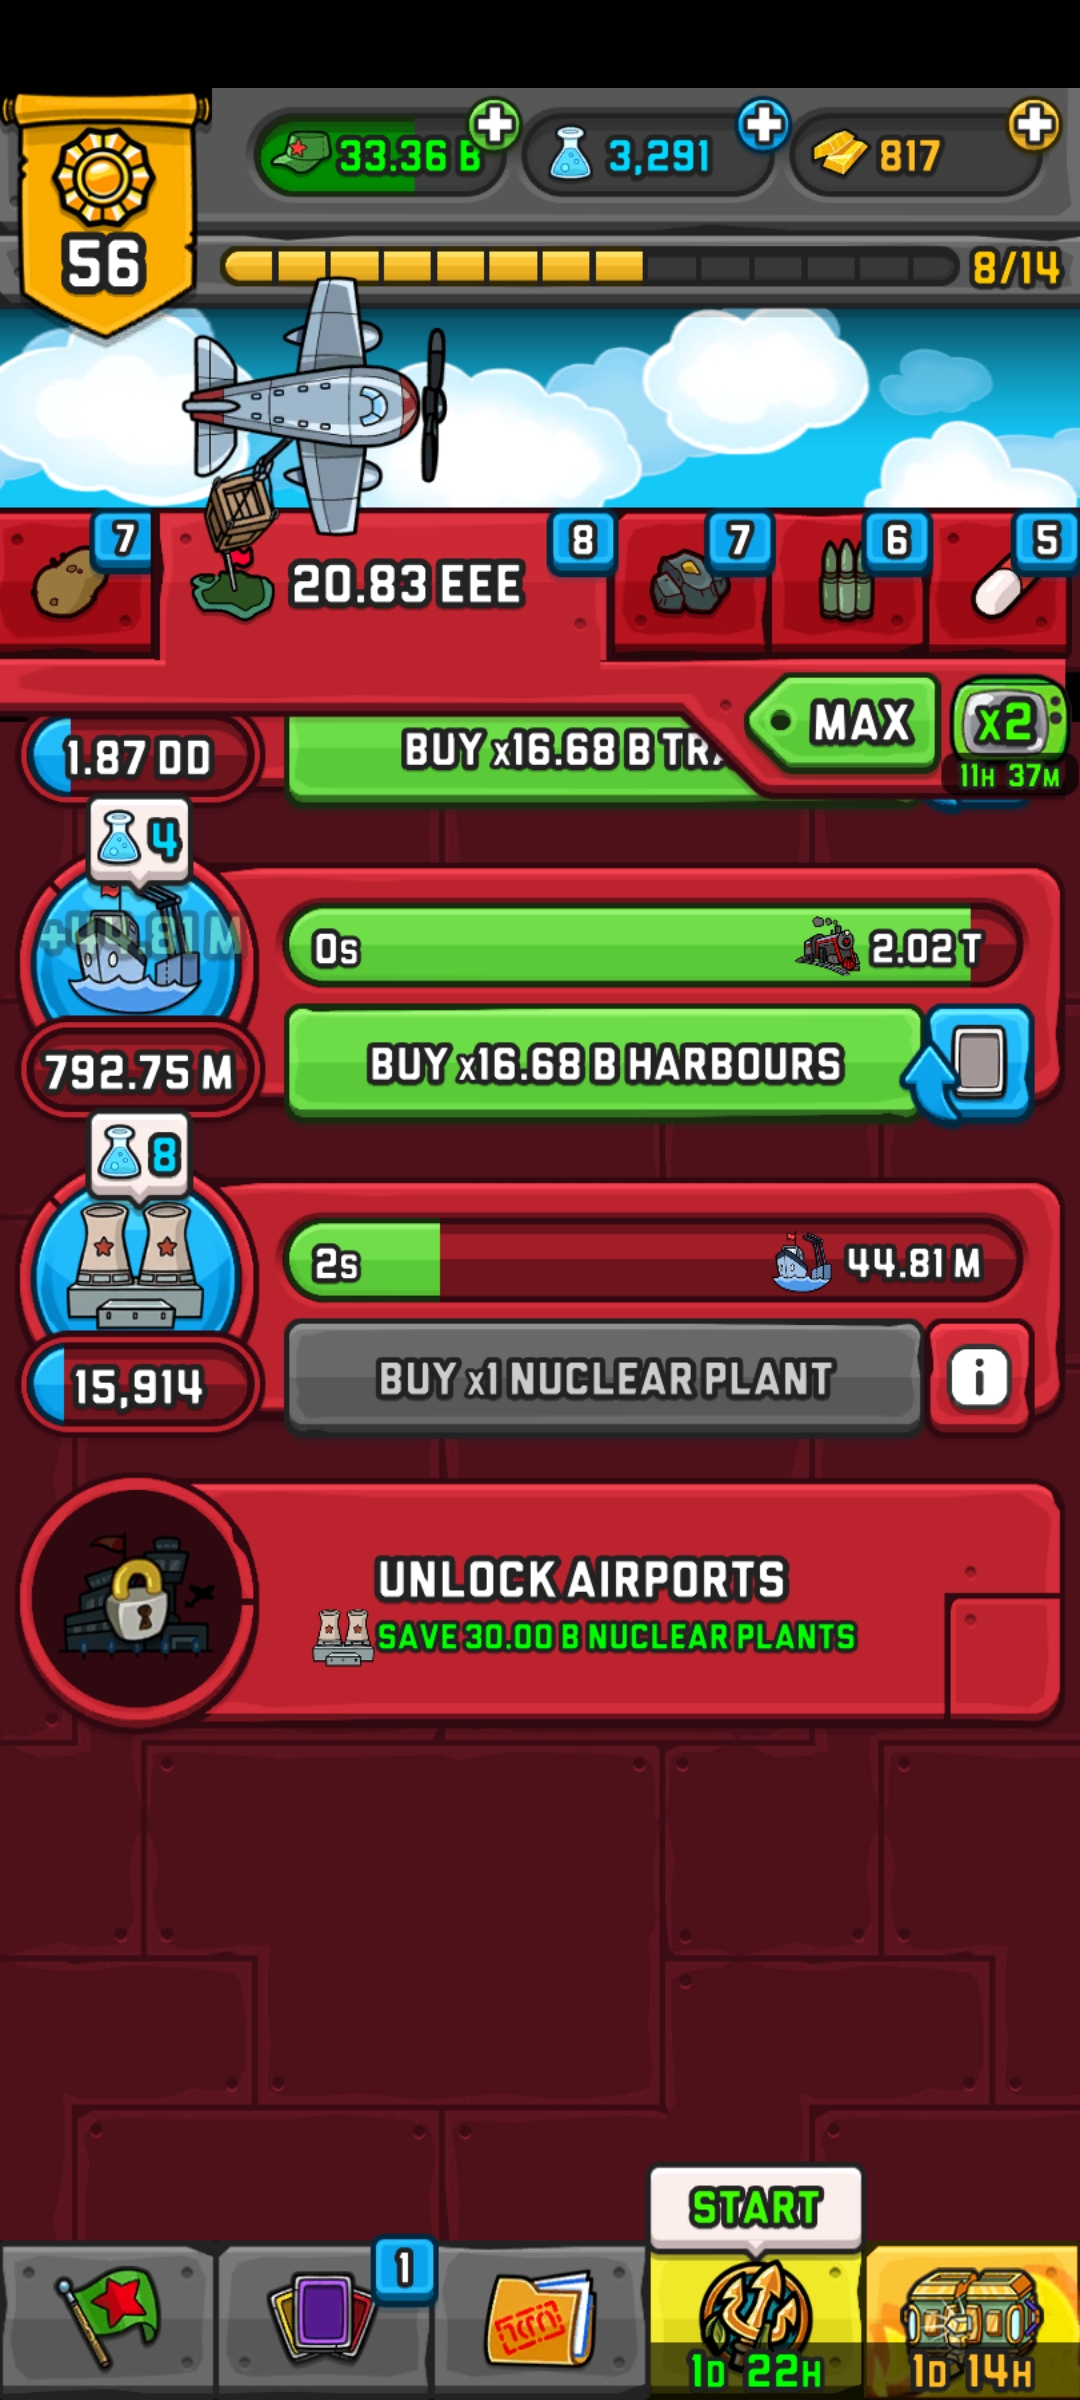 33.36 B
3,291
817
56
8/14
7
20.83 EEE
8
7
6
5
MAX
x2
11H 37M
1.87 DD
BUY x16.68 B TRA
4
+44.81 M
0s
2.02 T
792.75 M
BUY x16.68 B HARBOURS
8
2s
44.81 M
15,914
BUY x1 NUCLEAR PLANT
i
UNLOCK AIRPORTS
SAVE 30.00 B NUCLEAR PLANTS
START
1
1D 22H
1D 14H